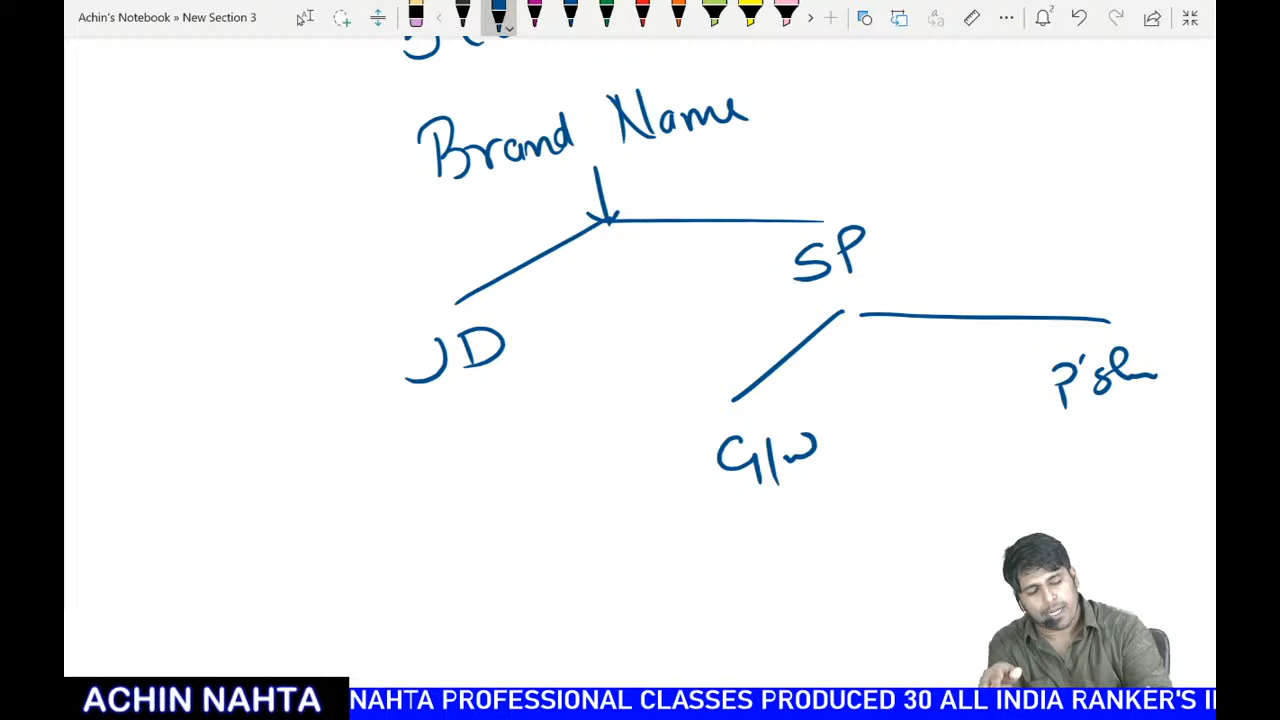 Achin's Notebook » New Section 3
Brand Name
SP
JD
P'sh
G/w
ACHIN NAHTA
NAHTA PROFESSIONAL CLASSES PRODUCED 30 ALL INDIA RANKER'S I